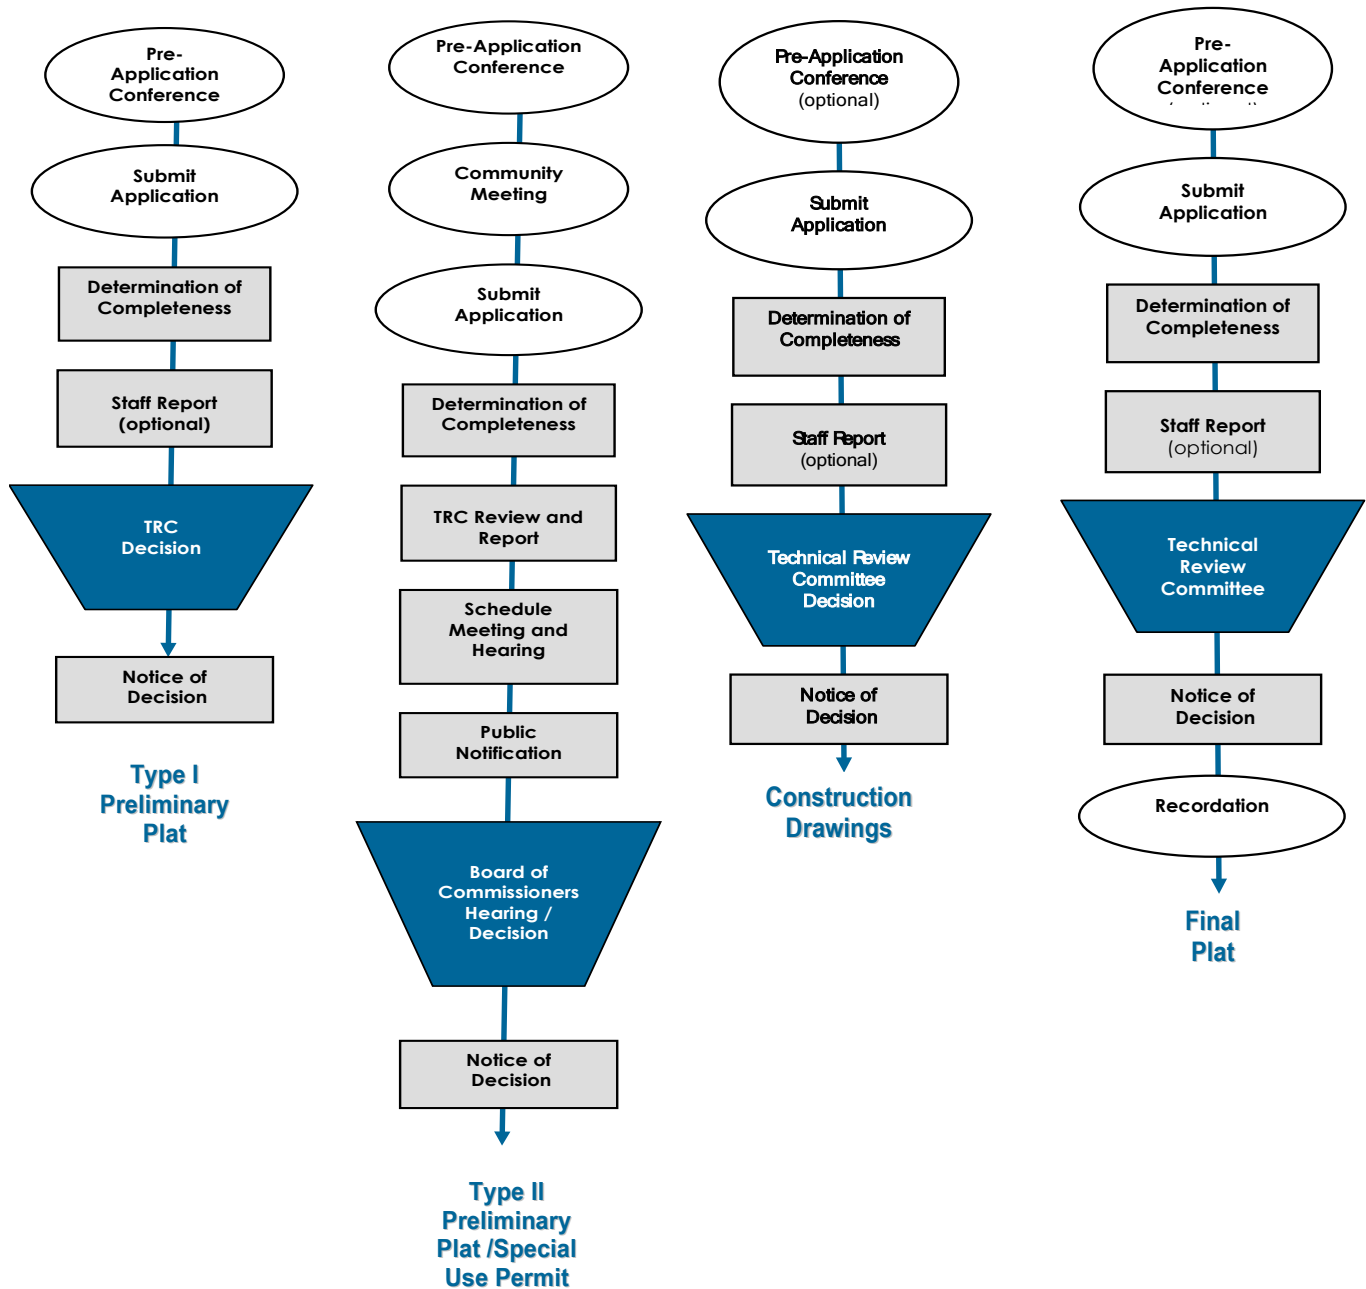 Pre-
Application
Conference
Submit
Application
Determination of
Completeness
Staff Report
(optional)
TRC
Decision
Notice of
Decision
Type I
Preliminary
Plat
Pre-Application
Conference
Community
Meeting
Submit
Application
Determination of
Completeness
TRC Review and
Report
Schedule
Meeting and
Hearing
Public
Notification
Board of
Commissioners
Hearing /
Decision
Notice of
Decision
Type II
Preliminary
Plat /Special
Use Permit
Pre-Application
Conference
(optional)
Submit
Application
Determination of
Completeness
Staff Report
(optional)
Technical Review
Committee
Decision
Notice of
Decision
Construction
Drawings
Pre-
Application
Conference
Submit
Application
Determination of
Completeness
Staff Report
(optional)
Technical
Review
Committee
Notice of
Decision
Recordation
Final
Plat